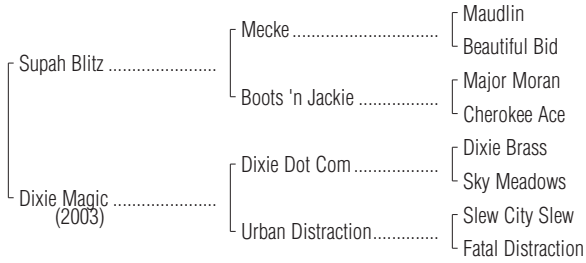 Maudlin
Mecke ................................
Beautiful Bid
Supah Blitz .......................
Major Moran
Boots 'n Jackie .................
Cherokee Ace
Dixie Brass
Dixie Dot Com ..................
Sky Meadows
Dixie Magic ......................
(2003)
Slew City Slew
Urban Distraction..............
Fatal Distraction